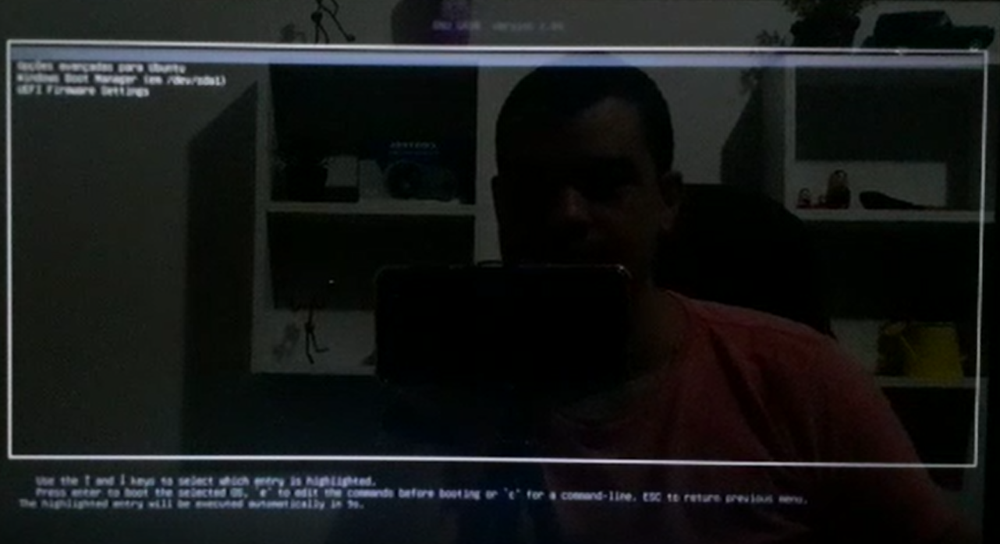 GNU GRUB version 2.04
Opções avançadas para Ubuntu
Windows Boot Manager (em /dev/sda1)
UEFI Firmware Settings
Use the ↑ and ↓ keys to select which entry is highlighted.
Press enter to boot the selected OS, `e' to edit the commands before booting or `c' for a command-line. ESC to return previous menu.
The highlighted entry will be executed automatically in 9s.